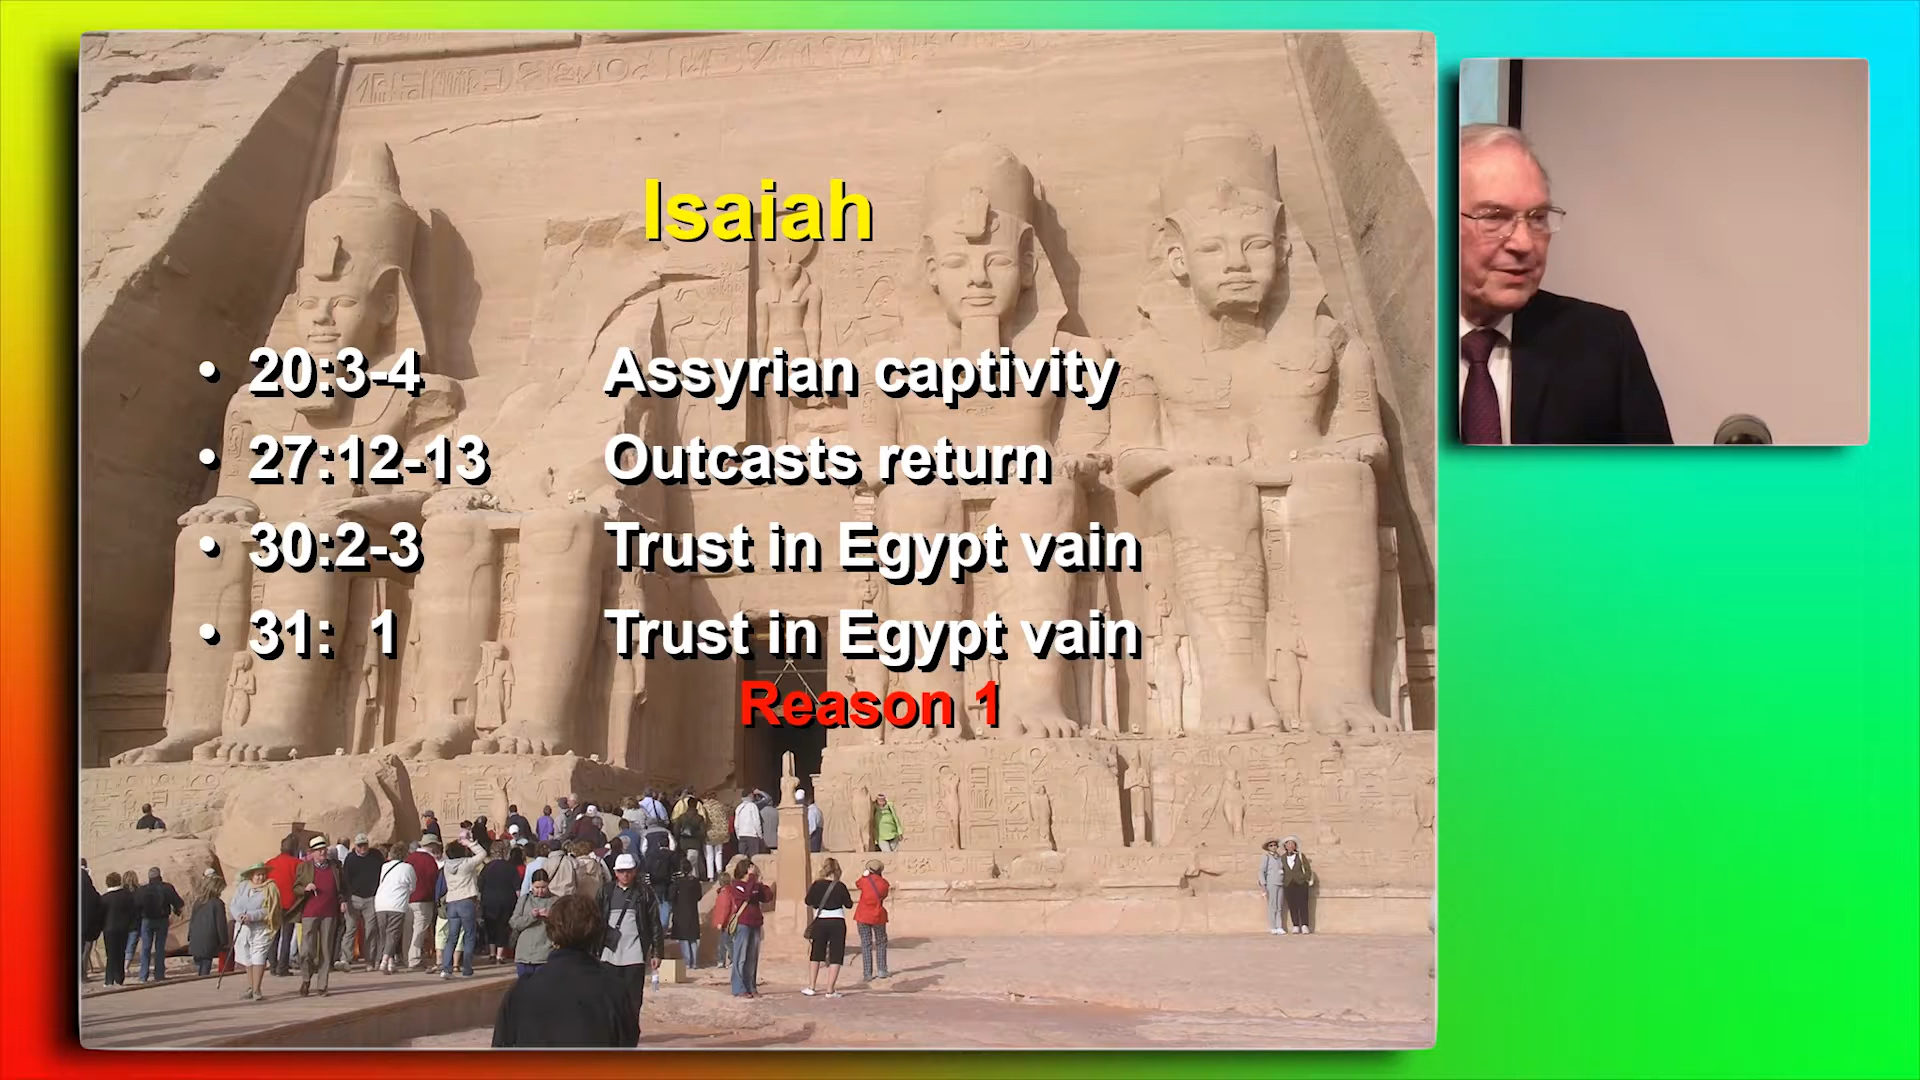 Isaiah
• 20:3-4 Assyrian captivity
• 27:12-13 Outcasts return
• 30:2-3 Trust in Egypt vain
• 31: 1 Trust in Egypt vain
Reason 1